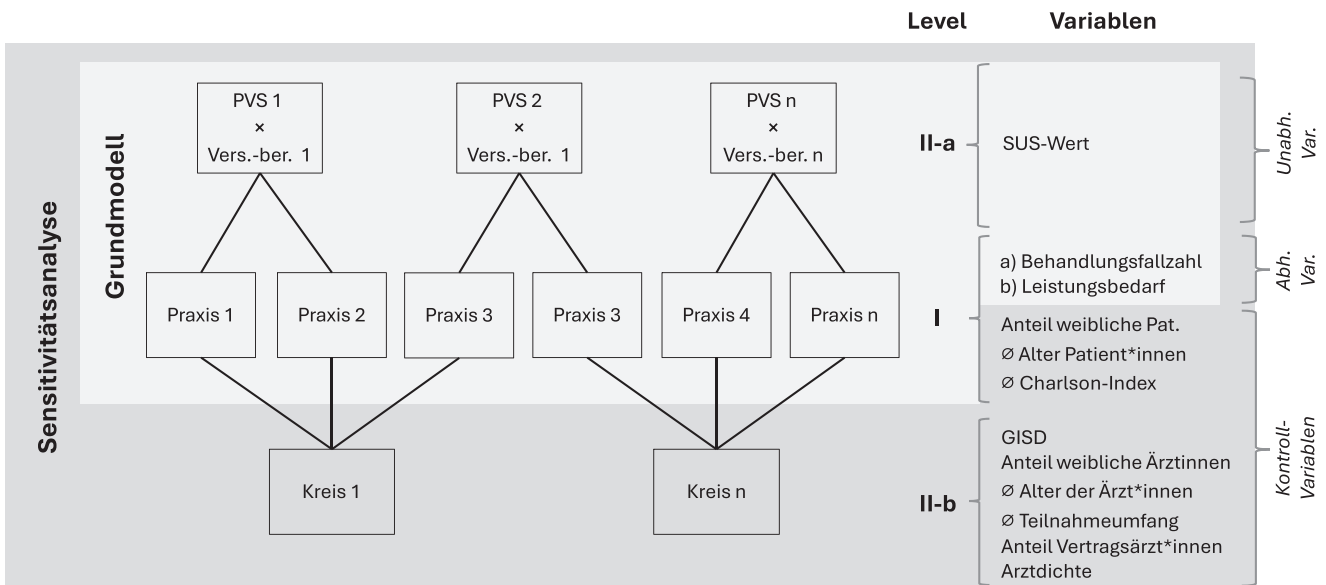 Level
Variablen
Sensitivitätsanalyse
Grundmodell
PVS 1
×
Vers.-ber. 1
PVS 2
×
Vers.-ber. 1
PVS n
×
Vers.-ber. n
II-a
SUS-Wert
Unabh.
Var.
Praxis 1
Praxis 2
Praxis 3
Praxis 3
Praxis 4
Praxis n
I
a) Behandlungsfallzahl
b) Leistungsbedarf
Abh.
Var.
Anteil weibliche Pat.
∅ Alter Patient*innen
∅ Charlson-Index
Kreis 1
Kreis n
II-b
GISD
Anteil weibliche Ärztinnen
∅ Alter der Ärzt*innen
∅ Teilnahmeumfang
Anteil Vertragsärzt*innen
Arztdichte
Kontroll-
Variablen